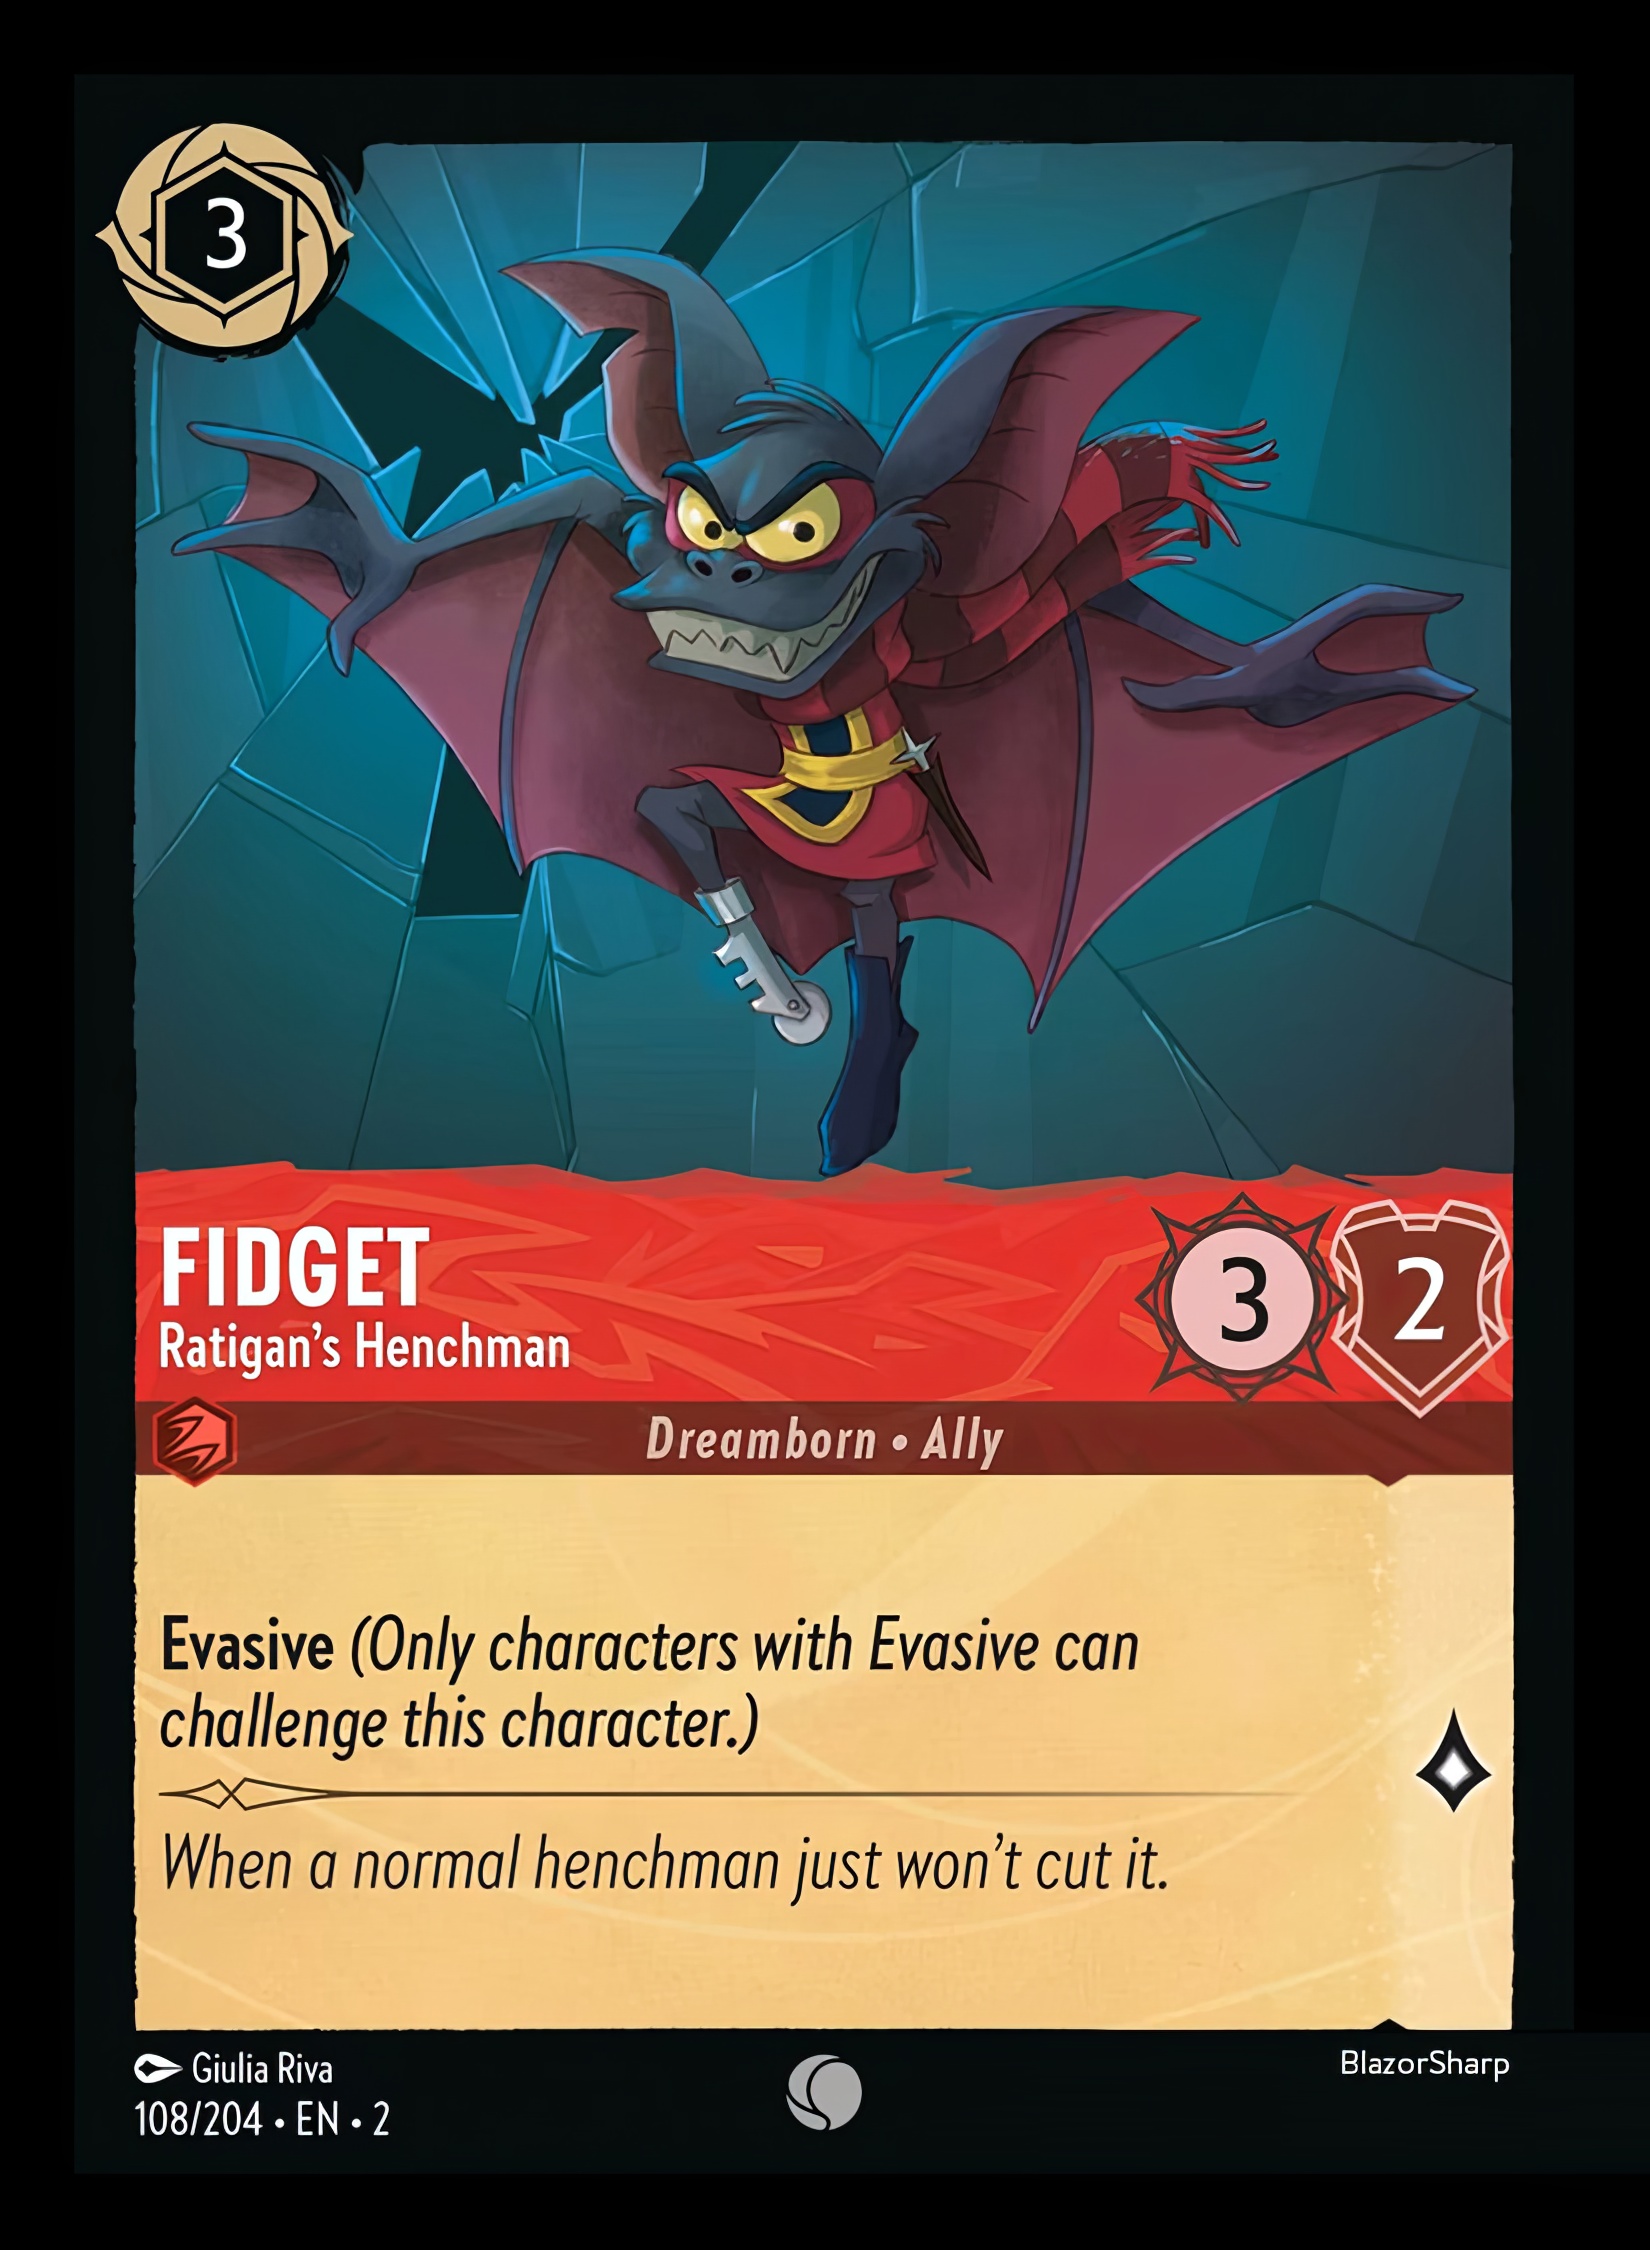 3
FIDGET
Ratigan’s Henchman
3
2
Dreamborn • Ally
Evasive (Only characters with Evasive can
challenge this character.)
When a normal henchman just won’t cut it.
Giulia Riva
BlazorSharp
108/204 • EN • 2